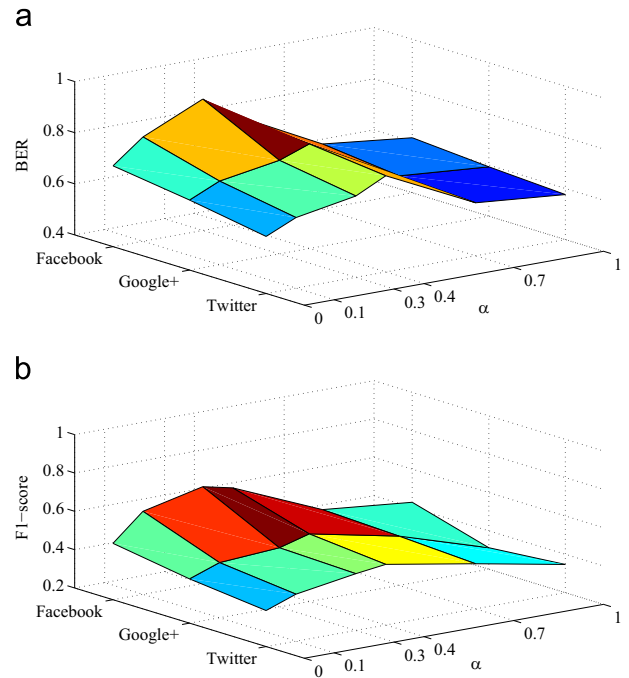 a
1
0.8
0.6
0.4
BER
Facebook
Google+
Twitter
0
0.1
0.3
0.4
0.7
1
α
b
1
0.8
0.6
0.4
0.2
F1−score
Facebook
Google+
Twitter
0
0.1
0.3
0.4
0.7
1
α